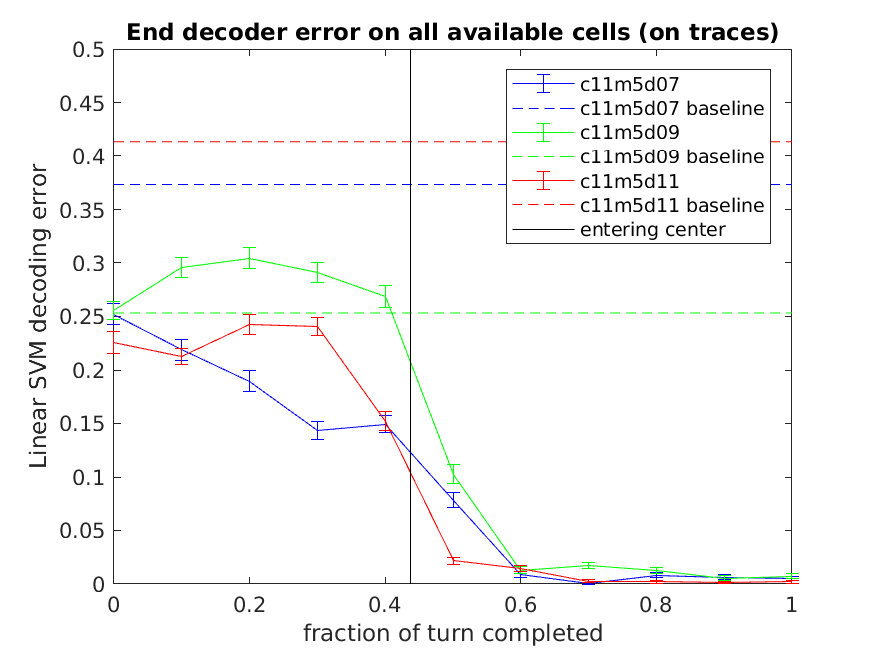 End decoder error on all available cells (on traces)
Linear SVM decoding error
0.5
0.45
0.4
0.35
0.3
0.25
0.2
0.15
0.1
0.05
0
c11m5d07
c11m5d07 baseline
c11m5d09
c11m5d09 baseline
c11m5d11
c11m5d11 baseline
entering center
0 0.2 0.4 0.6 0.8 1
fraction of turn completed